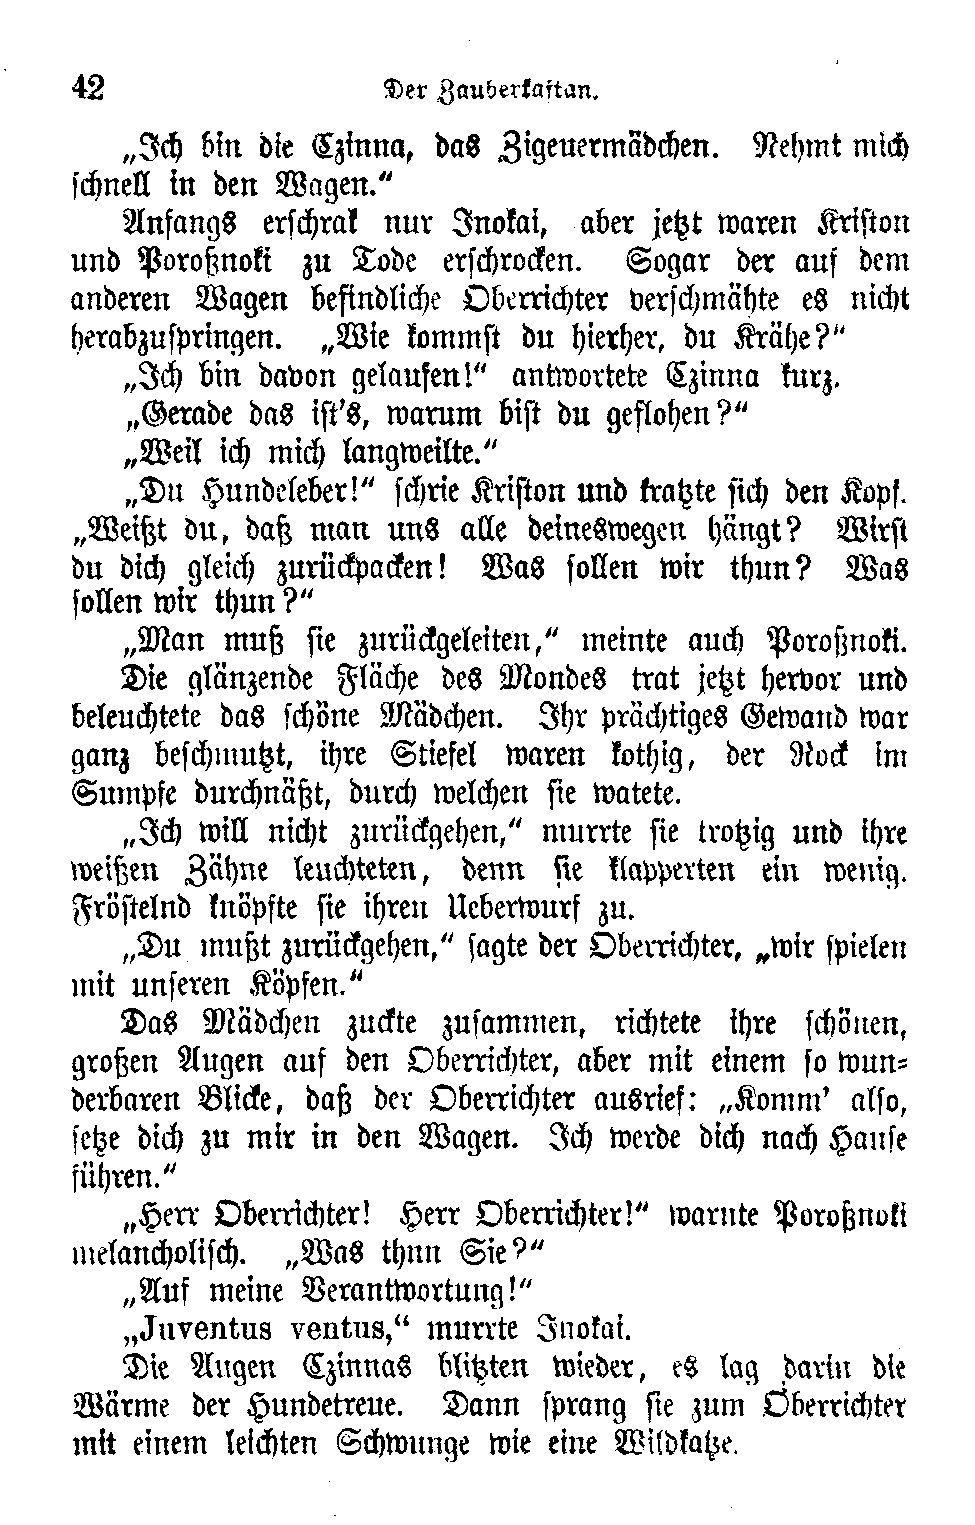 42 Der Zauberkaftan.
„Ich bin die Czinna, das Zigeuermädchen. Nehmt mich
schnell in den Wagen.“
Anfangs erschrak nur Inokai, aber jetzt waren Kriston
und Poroßnoki zu Tode erschrocken. Sogar der auf dem
anderen Wagen befindliche Oberrichter verschmähte es nicht
herabzuspringen. „Wie kommst du hierher, du Krähe?“
„Ich bin davon gelaufen!“ antwortete Czinna kurz.
„Gerade das ist's, warum bist du geflohen?“
„Weil ich mich langweilte.“
„Du Hundeleber!“ schrie Kriston und kratzte sich den Kopf.
„Weißt du, daß man uns alle deineswegen hängt? Wirst
du dich gleich zurückpacken! Was sollen wir thun? Was
sollen wir thun?“
„Man muß sie zurückgeleiten,“ meinte auch Poroßnoki.
Die glänzende Fläche des Mondes trat jetzt hervor und
beleuchtete das schöne Mädchen. Ihr prächtiges Gewand war
ganz beschmutzt, ihre Stiefel waren kothig, der Rock im
Sumpfe durchnäßt, durch welchen sie watete.
„Ich will nicht zurückgehen,“ murrte sie trotzig und ihre
weißen Zähne leuchteten, denn sie klapperten ein wenig.
Fröstelnd knöpfte sie ihren Ueberwurf zu.
„Du mußt zurückgehen,“ sagte der Oberrichter, „wir spielen
mit unseren Köpfen.“
Das Mädchen zuckte zusammen, richtete ihre schönen,
großen Augen auf den Oberrichter, aber mit einem so wun-
derbaren Blicke, daß der Oberrichter ausrief: „Komm' also,
setze dich zu mir in den Wagen. Ich werde dich nach Hause
führen.“
„Herr Oberrichter! Herr Oberrichter!“ warnte Poroßnoki
melancholisch. „Was thun Sie?“
„Auf meine Verantwortung!“
„Juventus ventus,“ murrte Inokai.
Die Augen Czinnas blitzten wieder, es lag darin die
Wärme der Hundetreue. Dann sprang sie zum Oberrichter
mit einem leichten Schwunge wie eine Wildkatze.